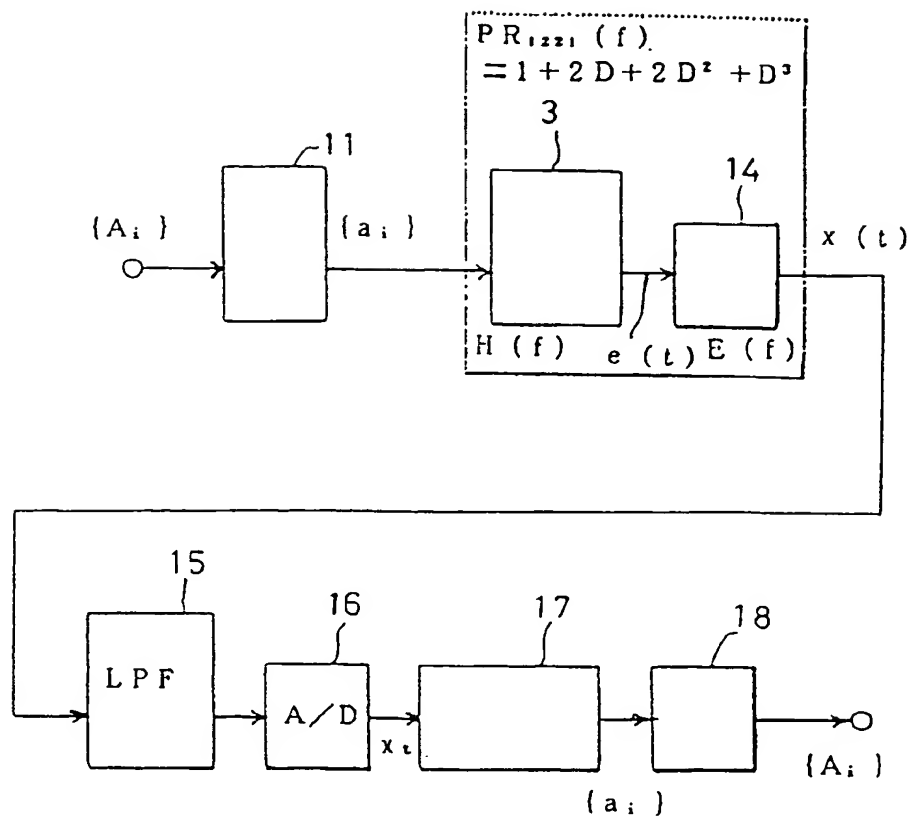 PR₁₂₂₁ (f).
=1+2D+2D²+D³
11
3
14
{Aᵢ}
{aᵢ}
x (t)
H (f)
e (t)
E (f)
15
16
17
18
LPF
A/D
xₜ
{aᵢ}
{Aᵢ}